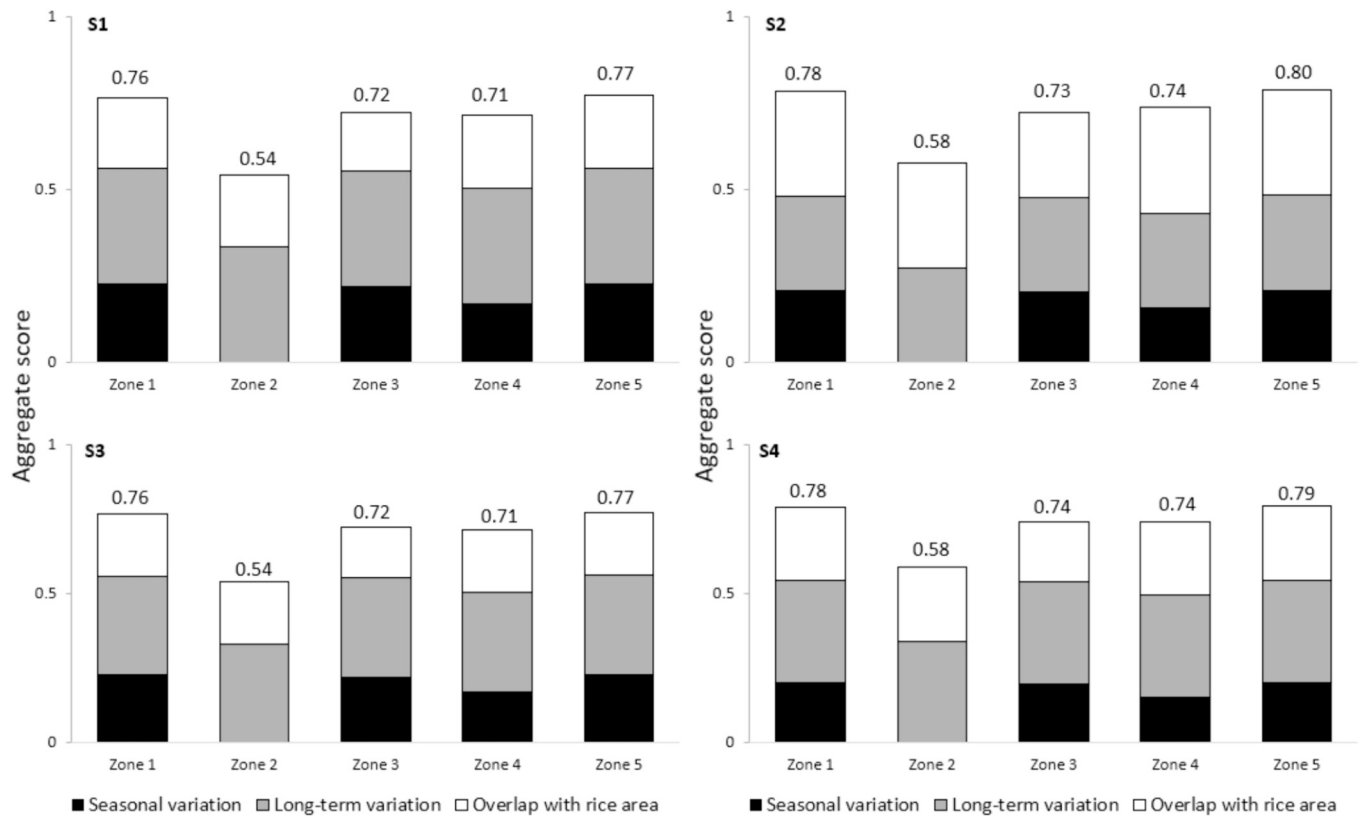 S1
Aggregate score
1
0.5
0
0.76
0.54
0.72
0.71
0.77
Zone 1 Zone 2 Zone 3 Zone 4 Zone 5
S2
Aggregate score
1
0.5
0
0.78
0.58
0.73
0.74
0.80
Zone 1 Zone 2 Zone 3 Zone 4 Zone 5
S3
1
0.5
0
0.76
0.54
0.72
0.71
0.77
Zone 1 Zone 2 Zone 3 Zone 4 Zone 5
Seasonal variation Long-term variation Overlap with rice area
S4
1
0.5
0
0.78
0.58
0.74
0.74
0.79
Zone 1 Zone 2 Zone 3 Zone 4 Zone 5
Seasonal variation Long-term variation Overlap with rice area